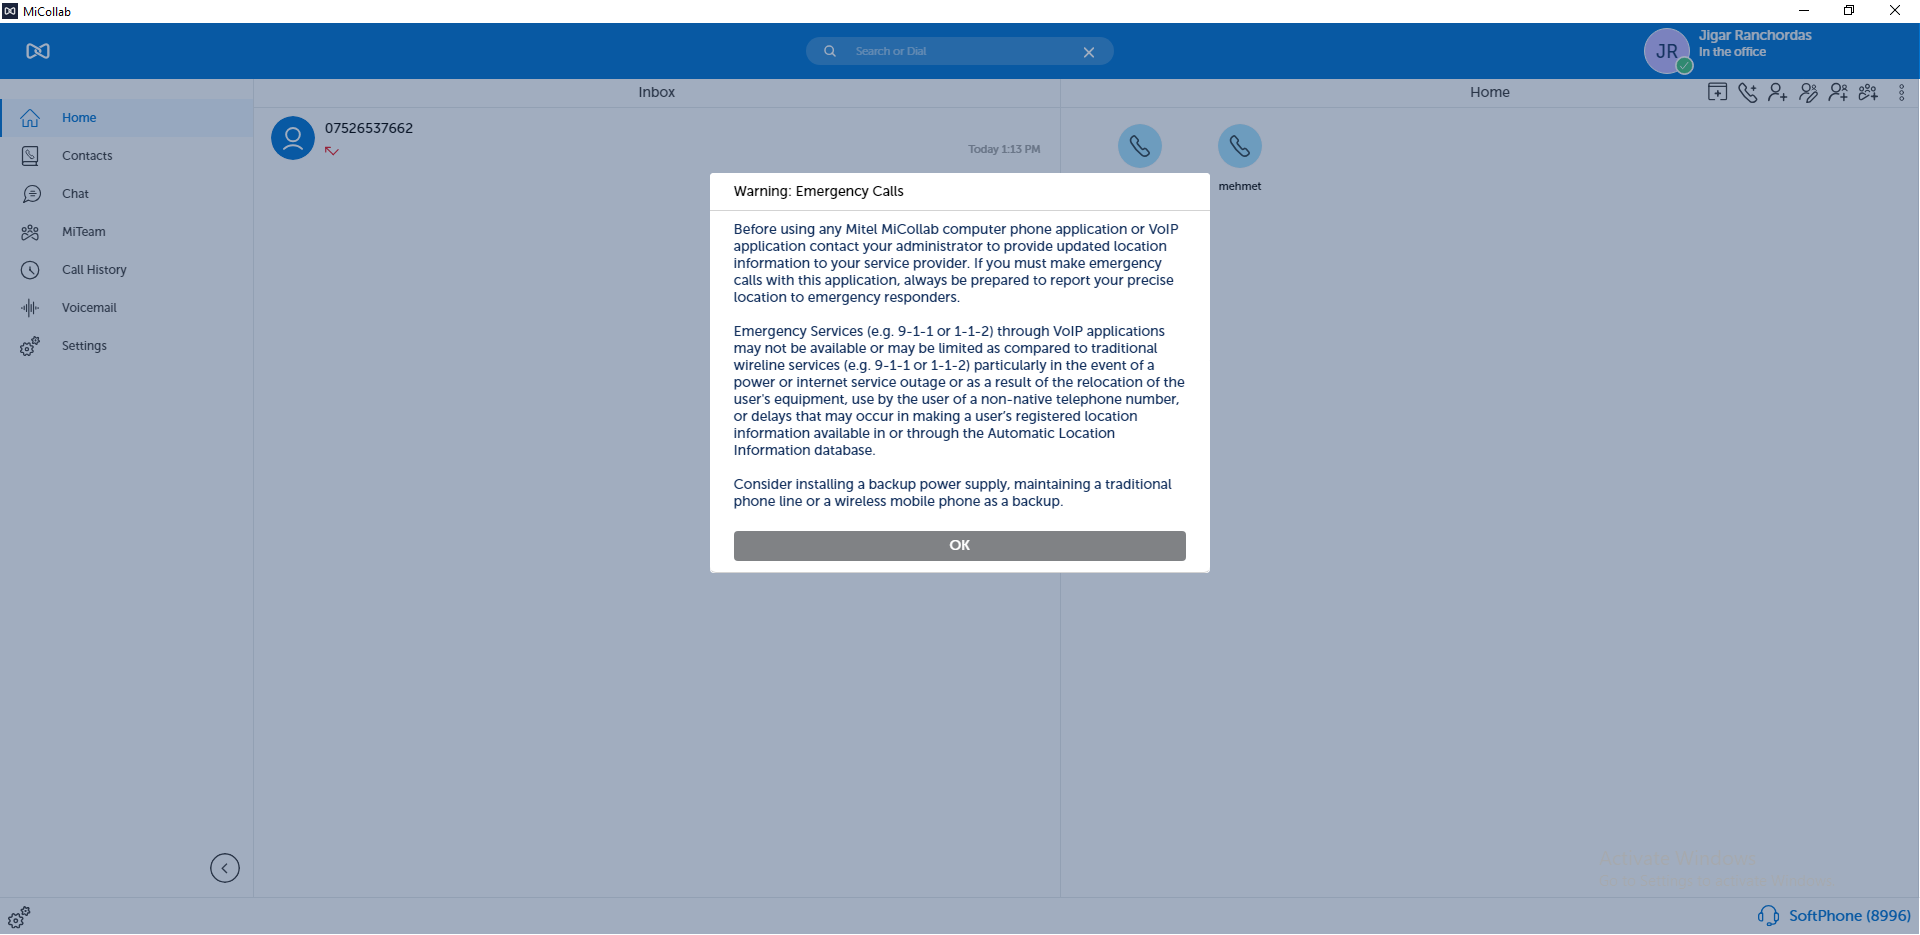 MiCollab
Search or Dial
JR
Jigar Ranchordas
In the office
Inbox
Home
Home
Contacts
Chat
MiTeam
Call History
Voicemail
Settings
07526537662
Today 1:13 PM
mehmet
Warning: Emergency Calls
Before using any Mitel MiCollab computer phone application or VoIP
application contact your administrator to provide updated location
information to your service provider. If you must make emergency
calls with this application, always be prepared to report your precise
location to emergency responders.
Emergency Services (e.g. 9-1-1 or 1-1-2) through VoIP applications
may not be available or may be limited as compared to traditional
wireline services (e.g. 9-1-1 or 1-1-2) particularly in the event of a
power or internet service outage or as a result of the relocation of the
user's equipment, use by the user of a non-native telephone number,
or delays that may occur in making a user’s registered location
information available in or through the Automatic Location
Information database.
Consider installing a backup power supply, maintaining a traditional
phone line or a wireless mobile phone as a backup.
OK
SoftPhone (8996)